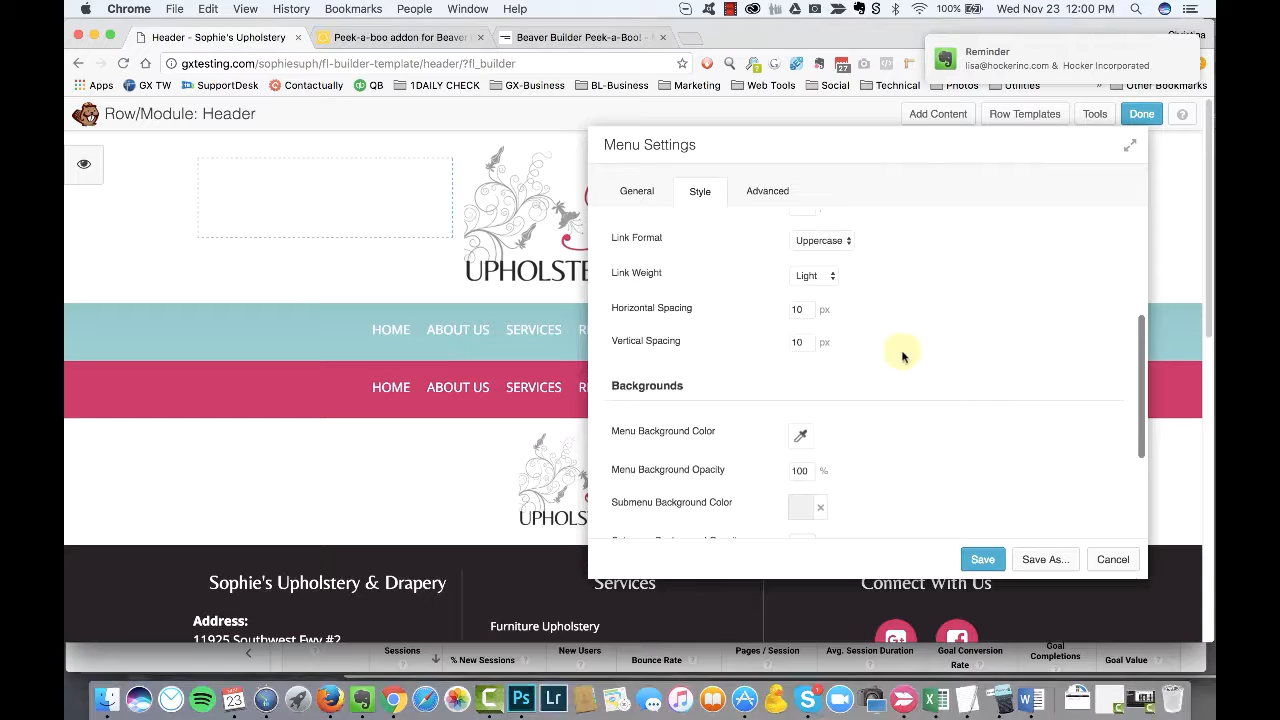 Chrome File Edit View History Bookmarks People Window Help 100% Wed Nov 23 12:00 PM
Header - Sophie's Upholstery × Peek-a-boo addon for Beaver × Beaver Builder Peek-a-Boo! - ×
Reminder
lisa@hockerinc.com & Hocker Incorporated
gxtesting.com/sophiesuph/fl-builder-template/header/?fl_builder
Apps GX TW SupportDesk Contactually QB 1DAILY CHECK GX-Business BL-Business Marketing Web Tools Social Technical Photos Utilities » Other Bookmarks
Row/Module: Header Add Content Row Templates Tools Done ?
Menu Settings
General Style Advanced
Link Format Uppercase
UPHOLSTE
Link Weight Light
Horizontal Spacing 10 px
HOME ABOUT US SERVICES
Vertical Spacing 10 px
HOME ABOUT US SERVICES
Backgrounds
Menu Background Color
Menu Background Opacity 100 %
Submenu Background Color
UPHOLS
Save Save As... Cancel
Sophie's Upholstery & Drapery Services Connect With Us
Address:
Furniture Upholstery
11925 Southwest Fwy #2
Sessions % New Sessions New Users Bounce Rate Pages / Session Avg. Session Duration Goal Conversion Rate Goal Completions Goal Value